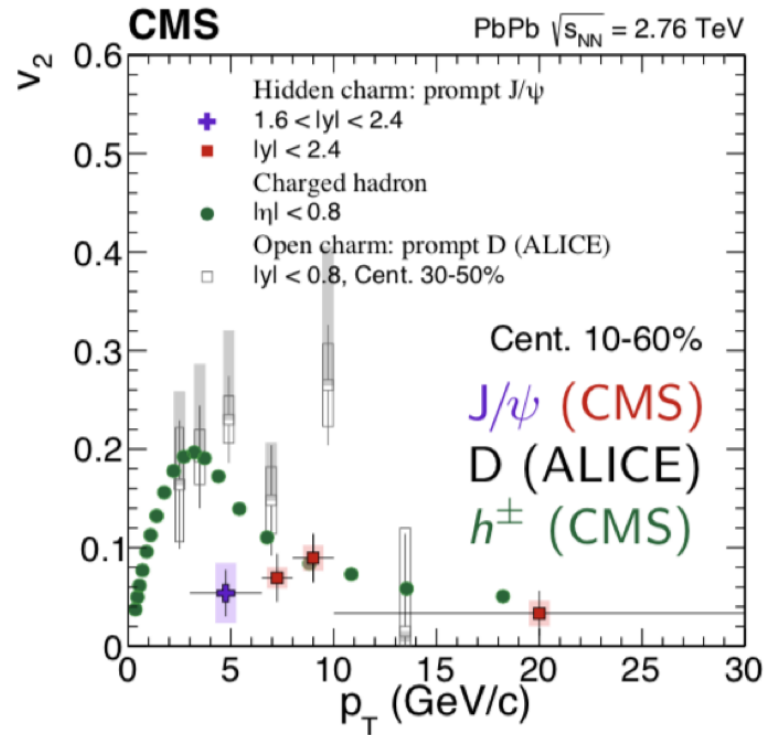 CMS
PbPb √s_NN = 2.76 TeV
v₂
0.6
0.5
0.4
0.3
0.2
0.1
0
Hidden charm: prompt J/ψ
1.6 < |y| < 2.4
|y| < 2.4
Charged hadron
|η| < 0.8
Open charm: prompt D (ALICE)
|y| < 0.8, Cent. 30-50%
Cent. 10-60%
J/ψ (CMS)
D (ALICE)
h± (CMS)
0 5 10 15 20 25 30
p_T (GeV/c)